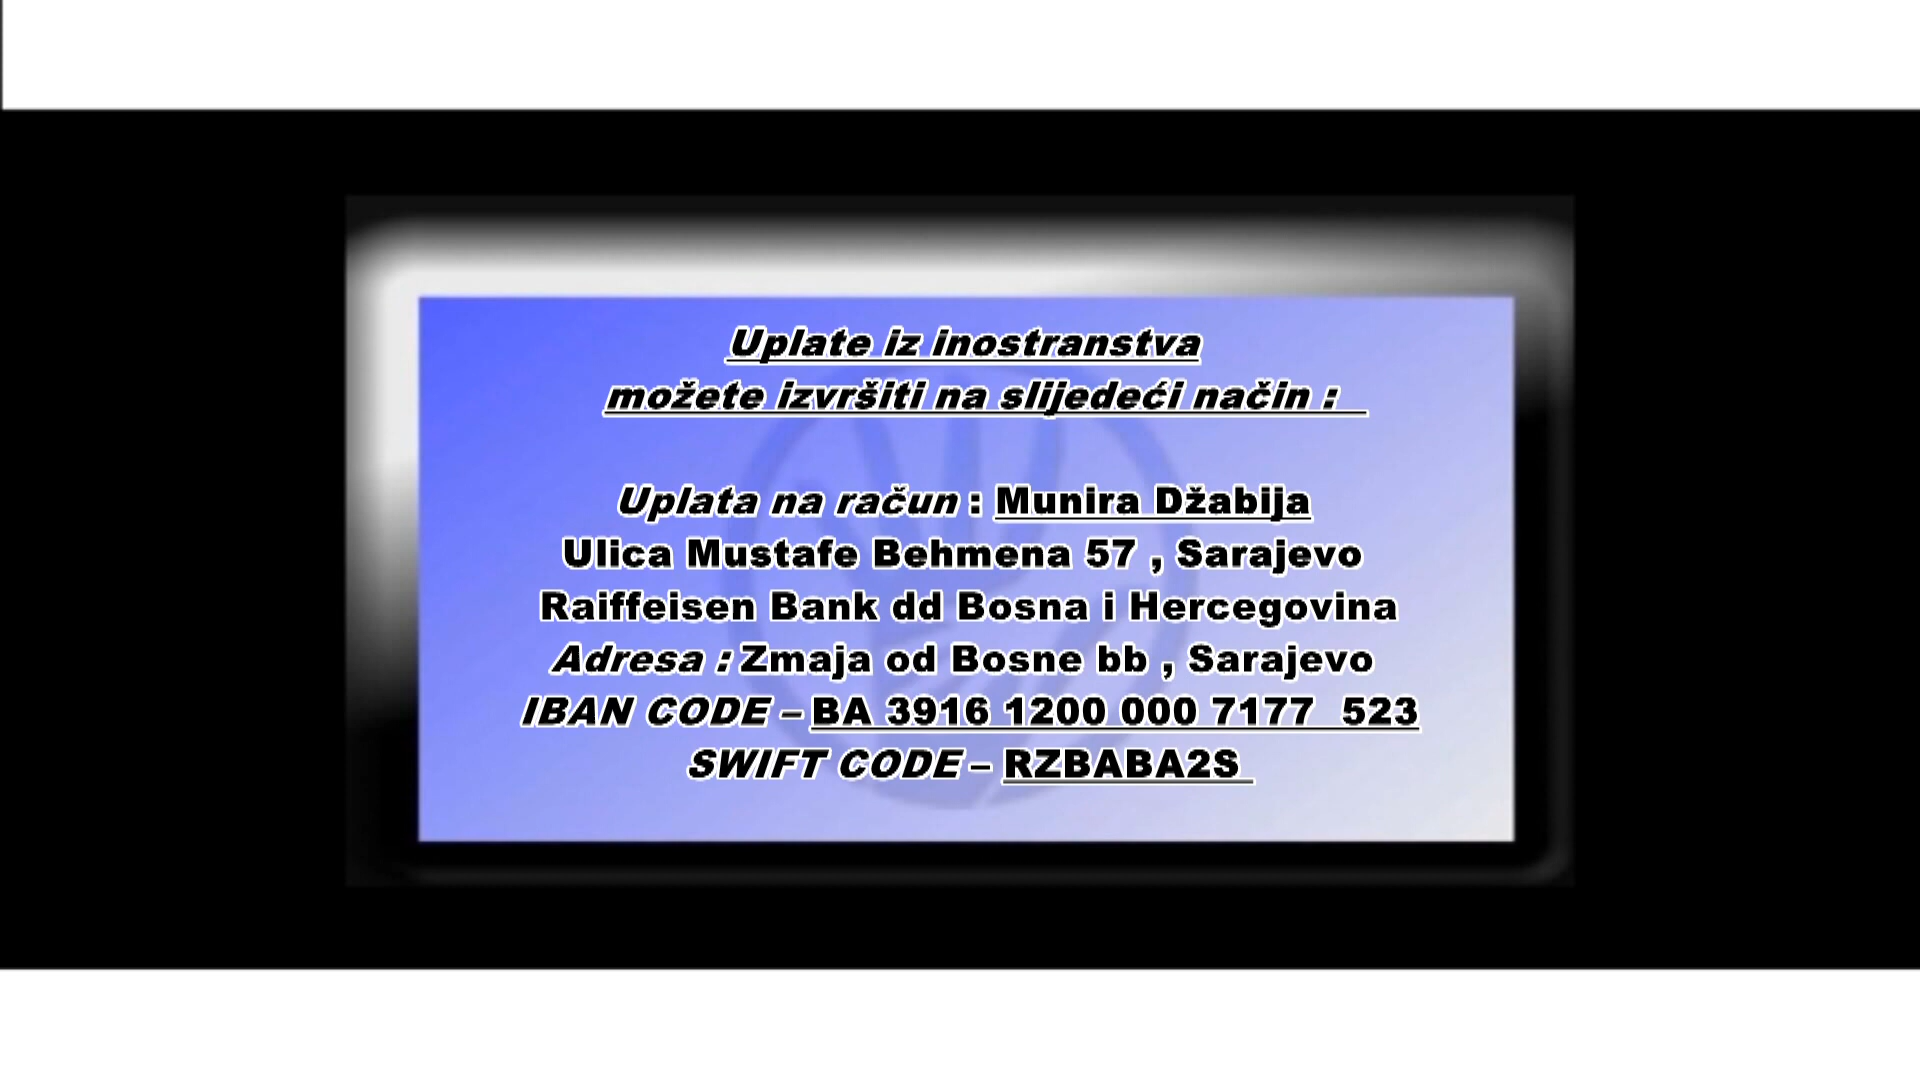 Uplate iz inostranstva
možete izvršiti na slijedeći način :
Uplata na račun : Munira Džabija
Ulica Mustafe Behmena 57 , Sarajevo
Raiffeisen Bank dd Bosna i Hercegovina
Adresa : Zmaja od Bosne bb , Sarajevo
IBAN CODE – BA 3916 1200 000 7177  523
SWIFT CODE – RZBABA2S